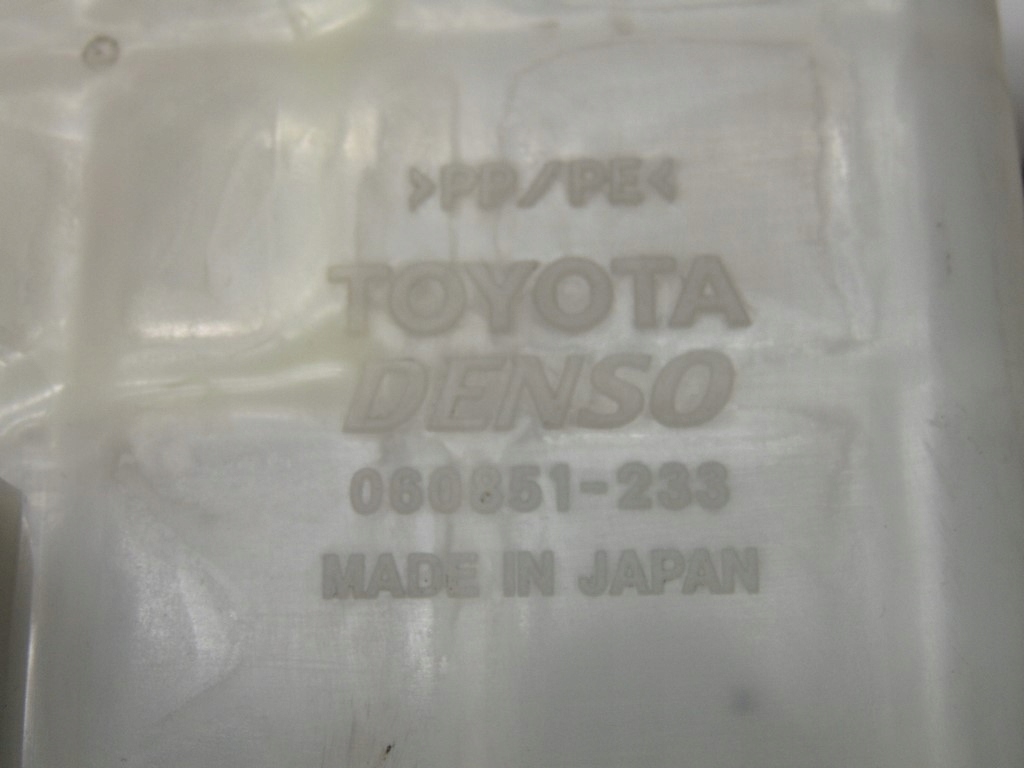 >PP/PE<
TOYOTA
DENSO
060851-233
MADE IN JAPAN